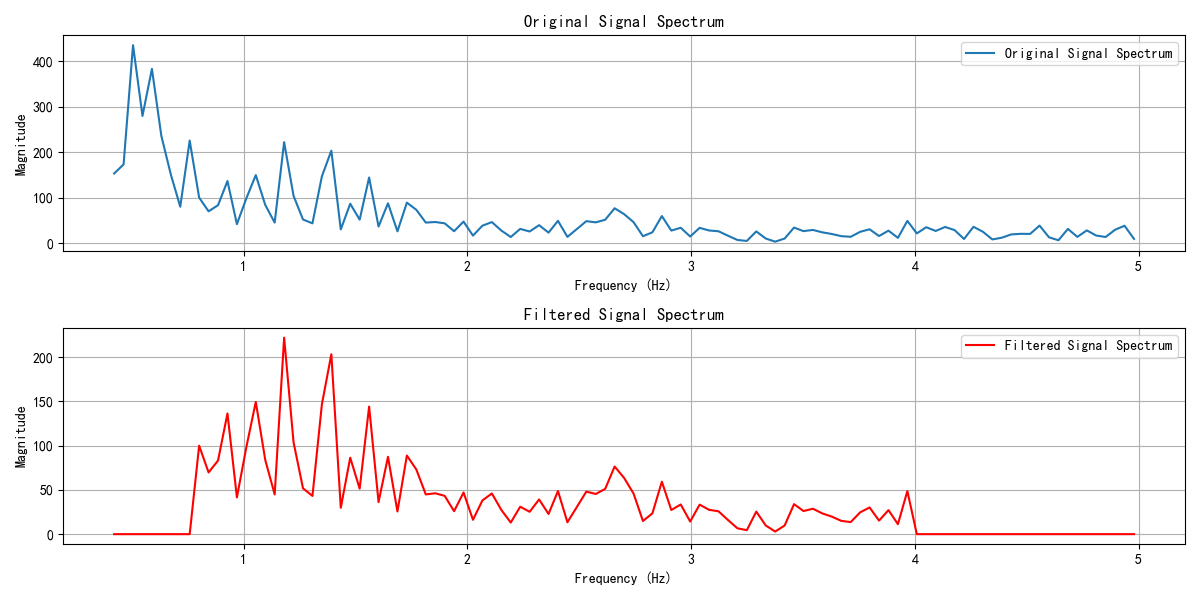 Original Signal Spectrum
Original Signal Spectrum
Magnitude
400
300
200
100
0
1 2 3 4 5
Frequency (Hz)
Filtered Signal Spectrum
Filtered Signal Spectrum
Magnitude
200
150
100
50
0
1 2 3 4 5
Frequency (Hz)